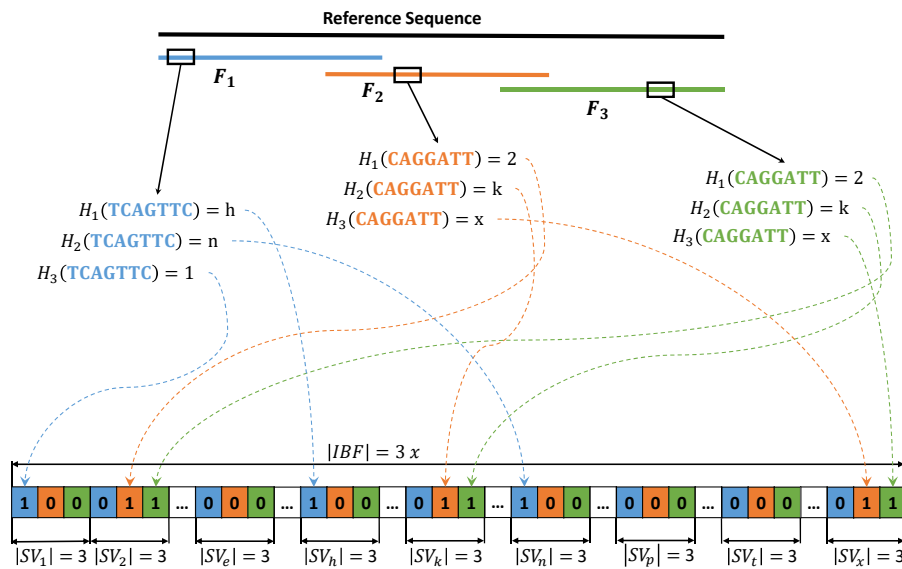 Reference Sequence
F₁
F₂
F₃
H₁(CAGGATT) = 2
H₂(CAGGATT) = k
H₃(CAGGATT) = x
H₁(CAGGATT) = 2
H₂(CAGGATT) = k
H₃(CAGGATT) = x
H₁(TCAGTTC) = h
H₂(TCAGTTC) = n
H₃(TCAGTTC) = 1
|IBF| = 3 x
1 0 0 0 1 1 ... 0 0 0 ... 1 0 0 ... 0 1 1 ... 1 0 0 ... 0 0 0 ... 0 0 0 ... 0 1 1
|SV₁| = 3 |SV₂| = 3 |SVₑ| = 3 |SVₕ| = 3 |SVₖ| = 3 |SVₙ| = 3 |SVₚ| = 3 |SVₜ| = 3 |SVₓ| = 3